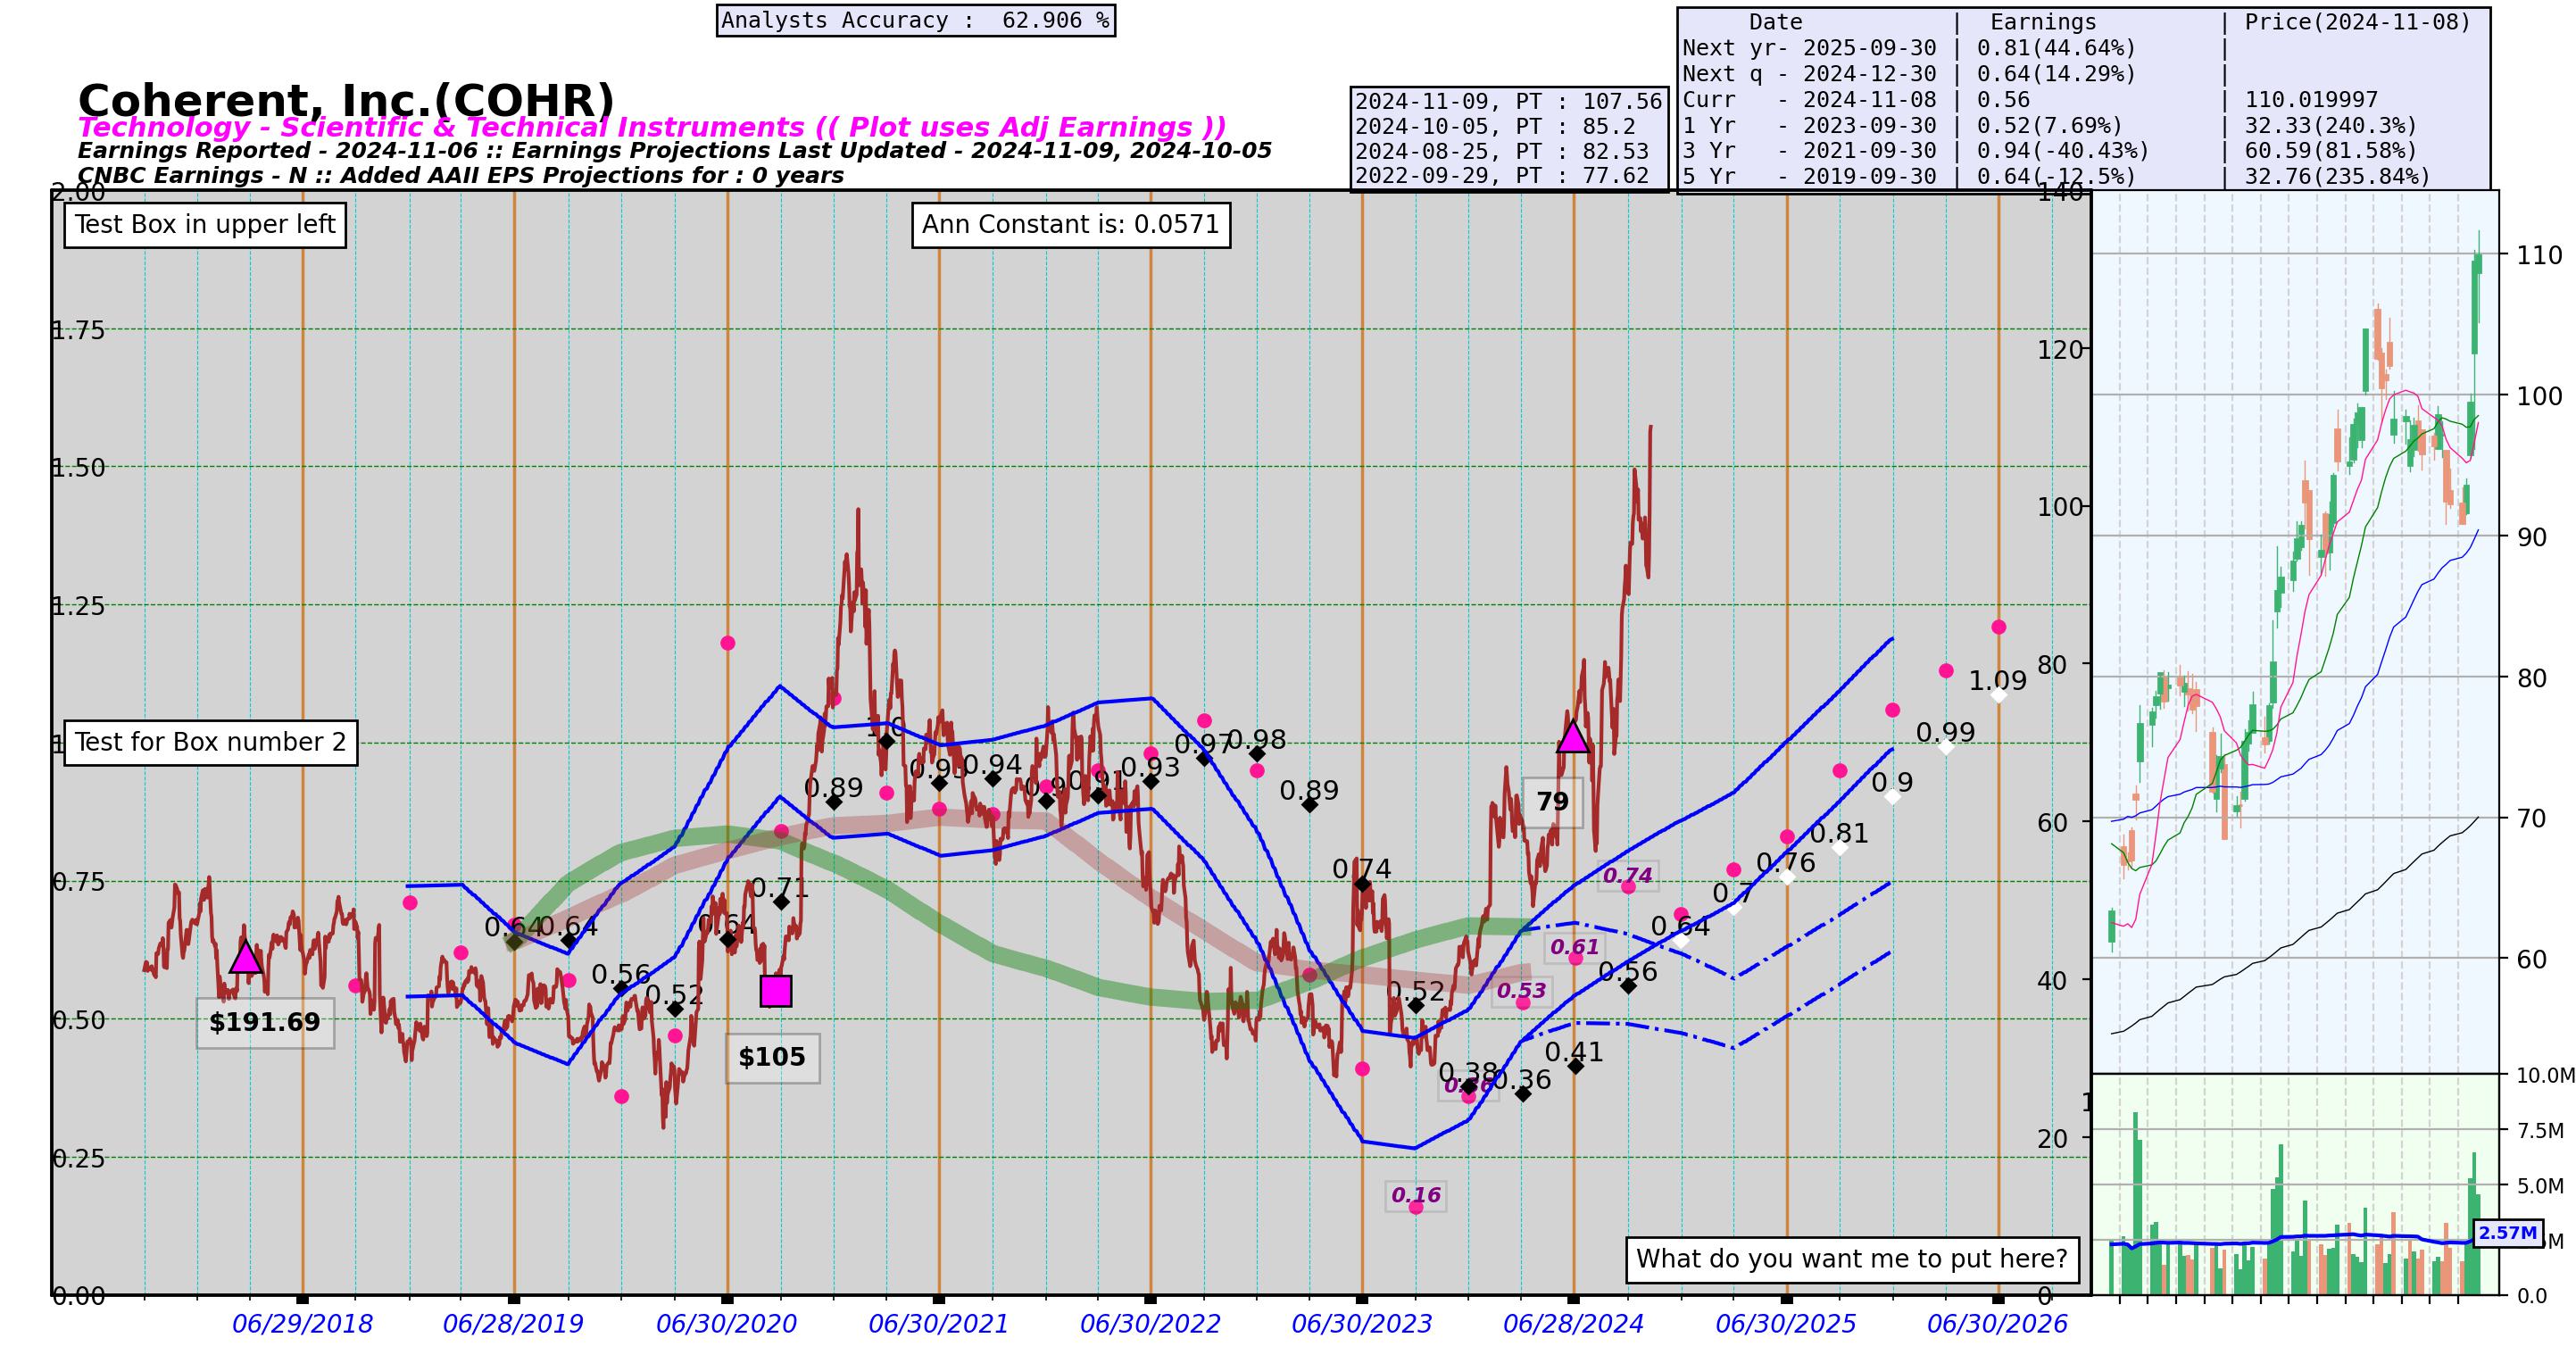 Analysts Accuracy :  62.906 %
Date | Earnings | Price(2024-11-08)
Next yr- 2025-09-30 | 0.81(44.64%) |
Next q - 2024-12-30 | 0.64(14.29%) |
Curr - 2024-11-08 | 0.56 | 110.019997
1 Yr - 2023-09-30 | 0.52(7.69%) | 32.33(240.3%)
3 Yr - 2021-09-30 | 0.94(-40.43%) | 60.59(81.58%)
5 Yr - 2019-09-30 | 0.64(-12.5%) | 32.76(235.84%)
Coherent, Inc.(COHR)
Technology - Scientific & Technical Instruments (( Plot uses Adj Earnings ))
Earnings Reported - 2024-11-06 :: Earnings Projections Last Updated - 2024-11-09, 2024-10-05
CNBC Earnings - N :: Added AAII EPS Projections for : 0 years
2024-11-09, PT : 107.56
2024-10-05, PT : 85.2
2024-08-25, PT : 82.53
2022-09-29, PT : 77.62
Test Box in upper left
Ann Constant is: 0.0571
Test for Box number 2
What do you want me to put here?
2.00
1.75
1.50
1.25
0.75
0.50
0.25
0.00
$191.69
$105
79
0.64
0.64
0.56
0.52
0.64
0.71
0.89
1.0
0.93
0.94
0.9
0.91
0.93
0.97
0.98
0.89
0.74
0.52
0.38
0.36
0.41
0.56
0.64
0.7
0.76
0.81
0.9
0.99
1.09
0.16
0.36
0.53
0.61
0.74
140
120
100
80
60
40
20
0
110
100
90
80
70
60
10.0M
7.5M
5.0M
2.57M
0.0
06/29/2018
06/28/2019
06/30/2020
06/30/2021
06/30/2022
06/30/2023
06/28/2024
06/30/2025
06/30/2026